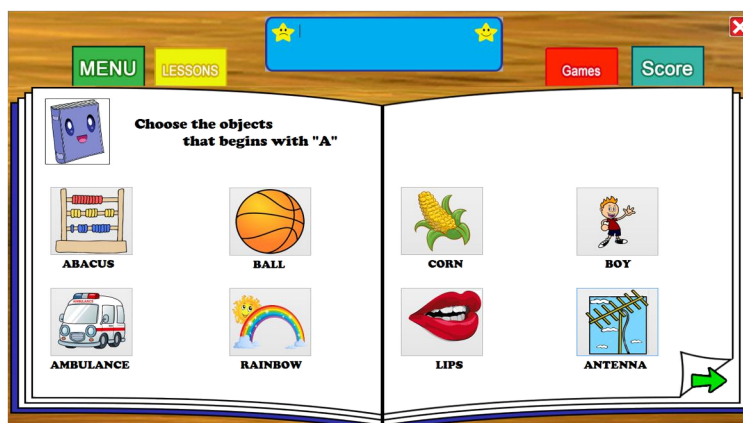 MENU
LESSONS
Games
Score
Choose the objects
that begins with "A"
ABACUS
BALL
CORN
BOY
AMBULANCE
RAINBOW
LIPS
ANTENNA